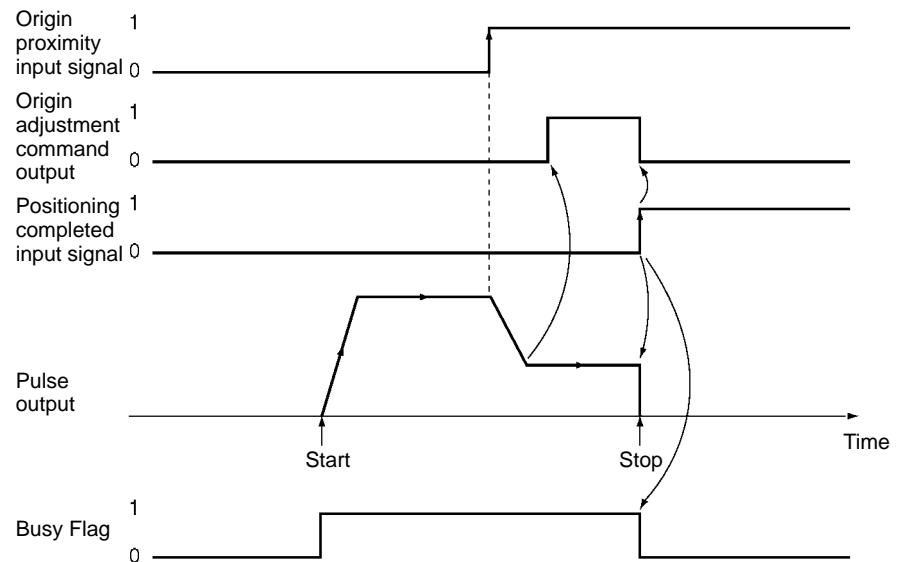 Origin
proximity
input signal
1
0
Origin
adjustment
command
output
1
0
Positioning
completed
input signal
1
0
Pulse
output
Time
Start
Stop
Busy Flag
1
0